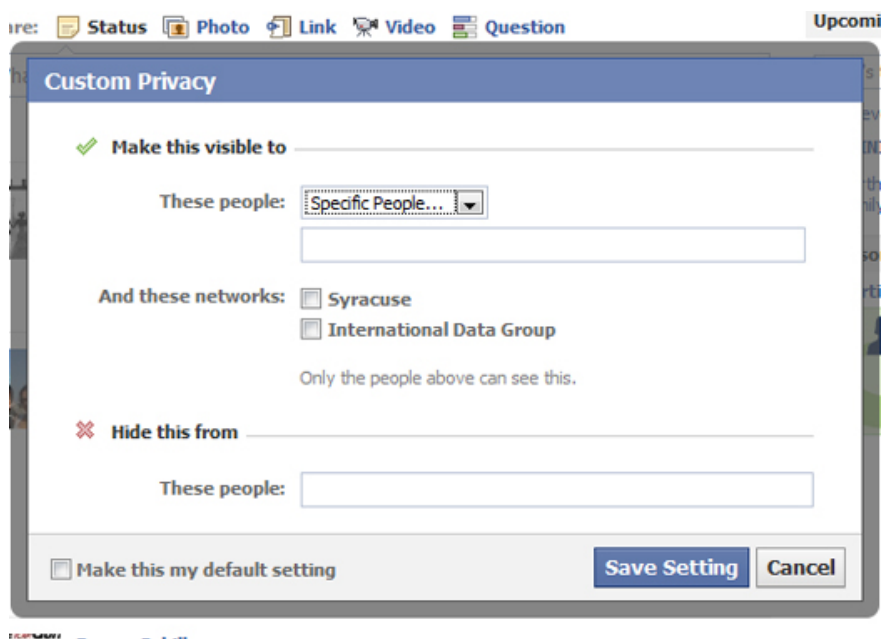 Status Photo Link Video Question
Upcomi
Custom Privacy
Make this visible to
These people: Specific People...
And these networks: Syracuse
International Data Group
Only the people above can see this.
Hide this from
These people:
Make this my default setting
Save Setting Cancel